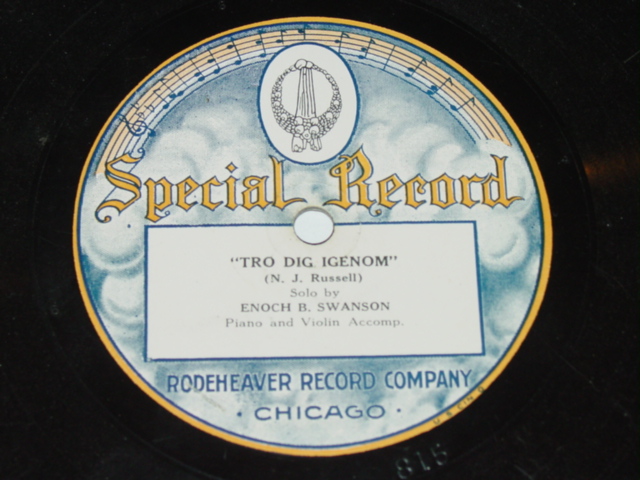 Special Record
"TRO DIG IGENOM"
(N. J. Russell)
Solo by
ENOCH B. SWANSON
Piano and Violin Accomp.
RODEHEAVER RECORD COMPANY
· CHICAGO ·